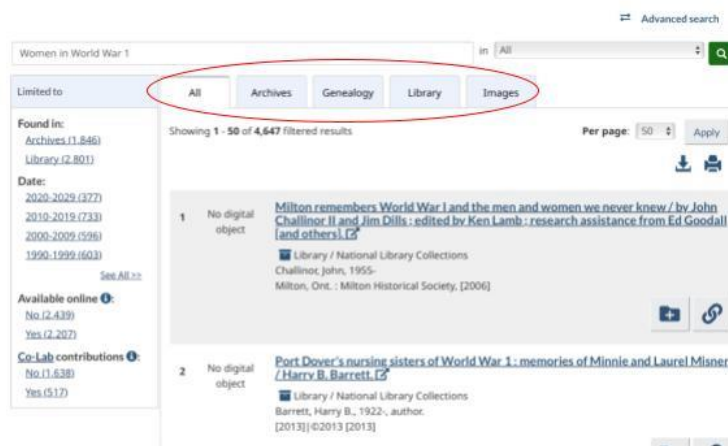 Advanced search
Women in World War 1
in All
Limited to
All Archives Genealogy Library Images
Found in:
Archives (1,846)
Library (2,801)
Date:
2020-2029 (377)
2010-2019 (733)
2000-2009 (596)
1990-1999 (603)
See All >>
Available online
No (2,439)
Yes (2,207)
Co-Lab contributions
No (1,638)
Yes (517)
Showing 1 - 50 of 4,647 filtered results
Per page: 50 Apply
1 No digital object
Milton remembers World War I and the men and women we never knew / by John
Challinor II and Jim Dills ; edited by Ken Lamb ; research assistance from Ed Goodall
[and others].
Library / National Library Collections
Challinor, John, 1955-
Milton, Ont. : Milton Historical Society, [2006]
2 No digital object
Port Dover's nursing sisters of World War 1 : memories of Minnie and Laurel Misner
/ Harry B. Barrett.
Library / National Library Collections
Barrett, Harry B., 1922-, author.
[2013]|©2013 [2013]